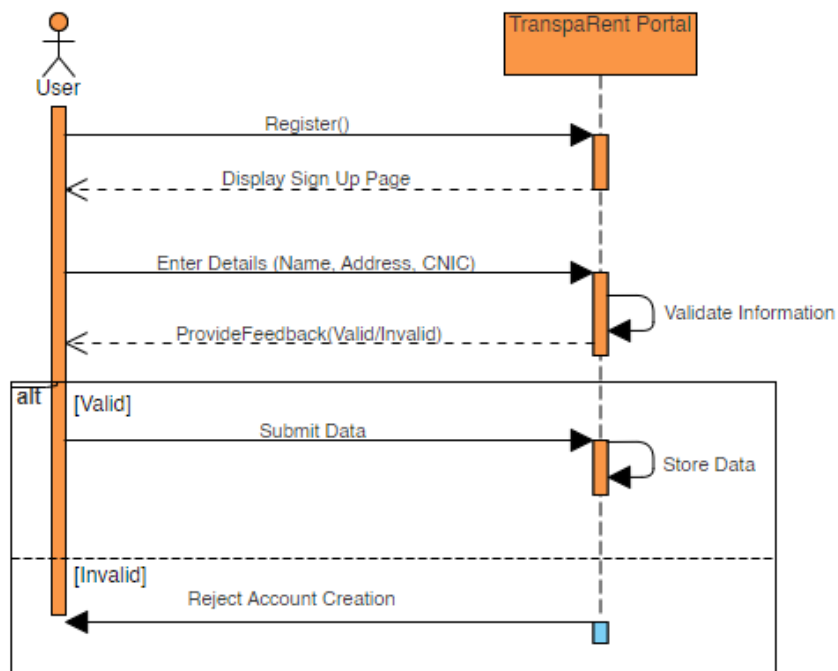 TranspaRent Portal
User
Register()
Display Sign Up Page
Enter Details (Name, Address, CNIC)
Validate Information
ProvideFeedback(Valid/Invalid)
alt
[Valid]
Submit Data
Store Data
[Invalid]
Reject Account Creation